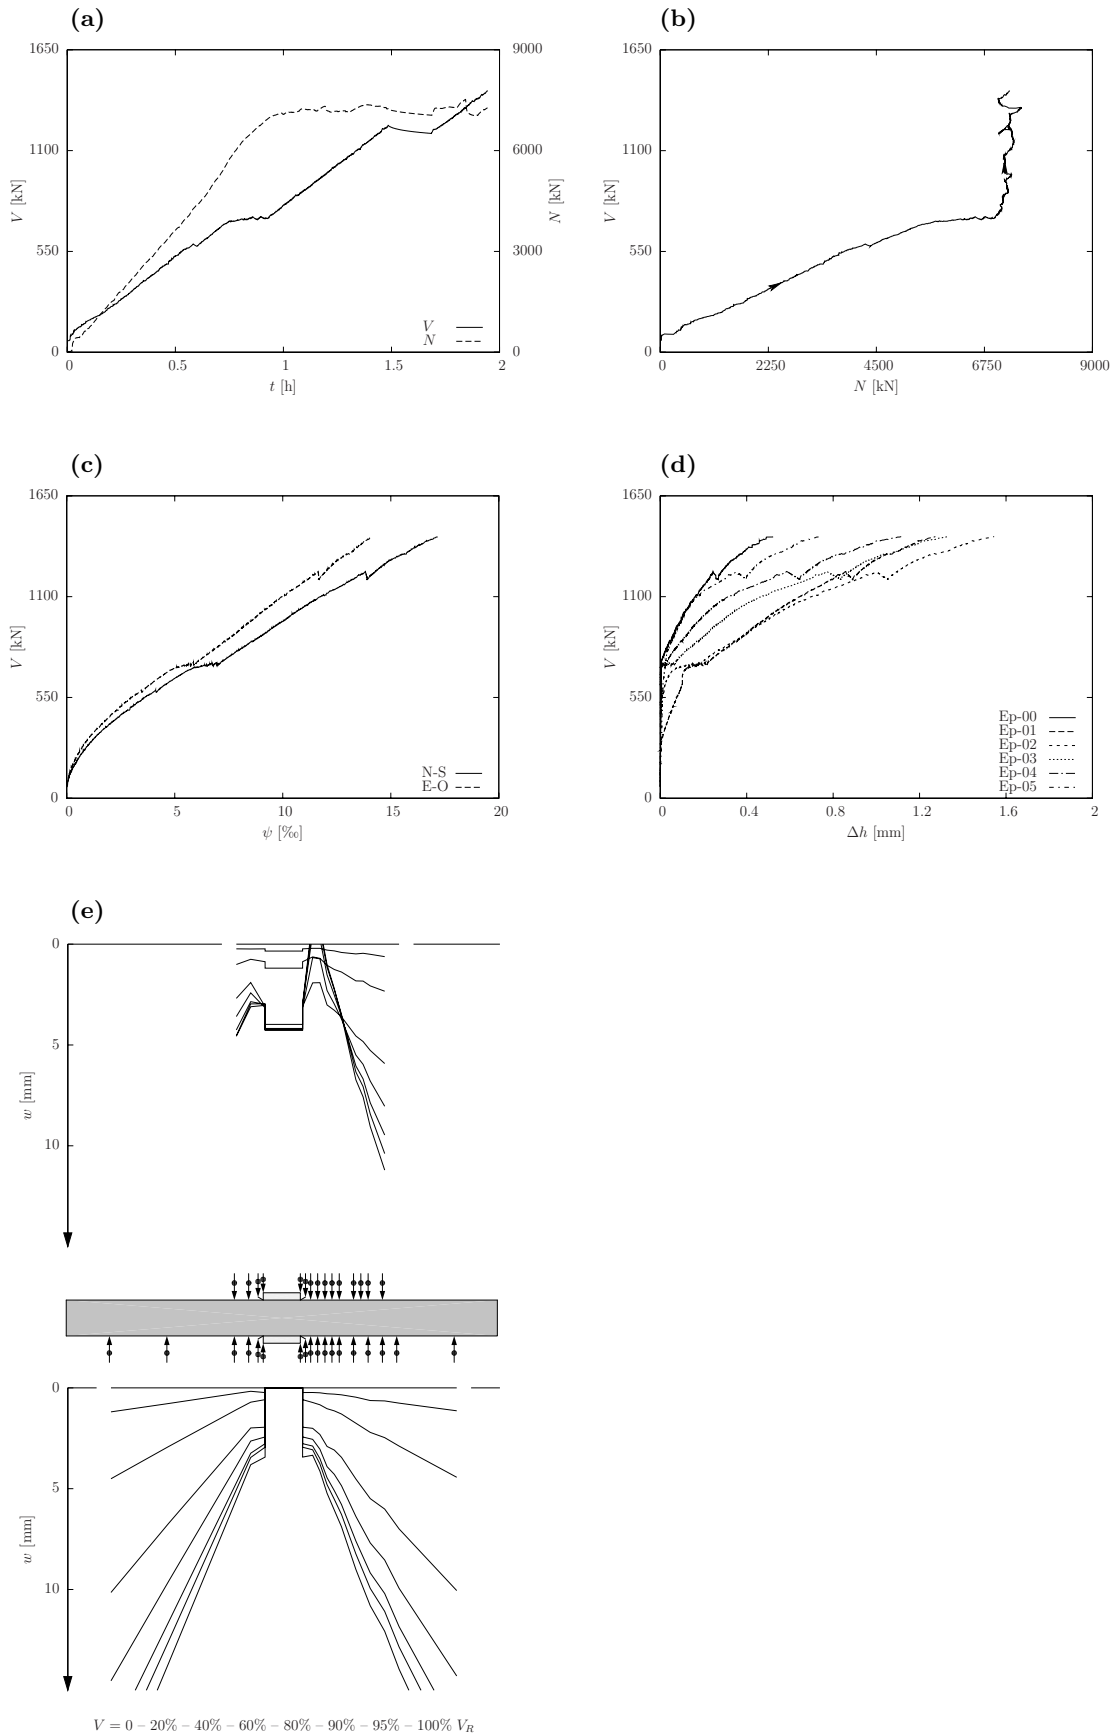 (a)
1650
1100
550
0
V [kN]
9000
6000
3000
0
N [kN]
V
N
0 0.5 1 1.5 2
t [h]
(b)
1650
1100
550
0
V [kN]
0 2250 4500 6750 9000
N [kN]
(c)
1650
1100
550
0
V [kN]
N-S
E-O
0 5 10 15 20
ψ [‰]
(d)
1650
1100
550
0
V [kN]
Ep-00
Ep-01
Ep-02
Ep-03
Ep-04
Ep-05
0 0.4 0.8 1.2 1.6 2
Δh [mm]
(e)
0
5
10
w [mm]
0
5
10
w [mm]
V = 0 – 20% – 40% – 60% – 80% – 90% – 95% – 100% V_R